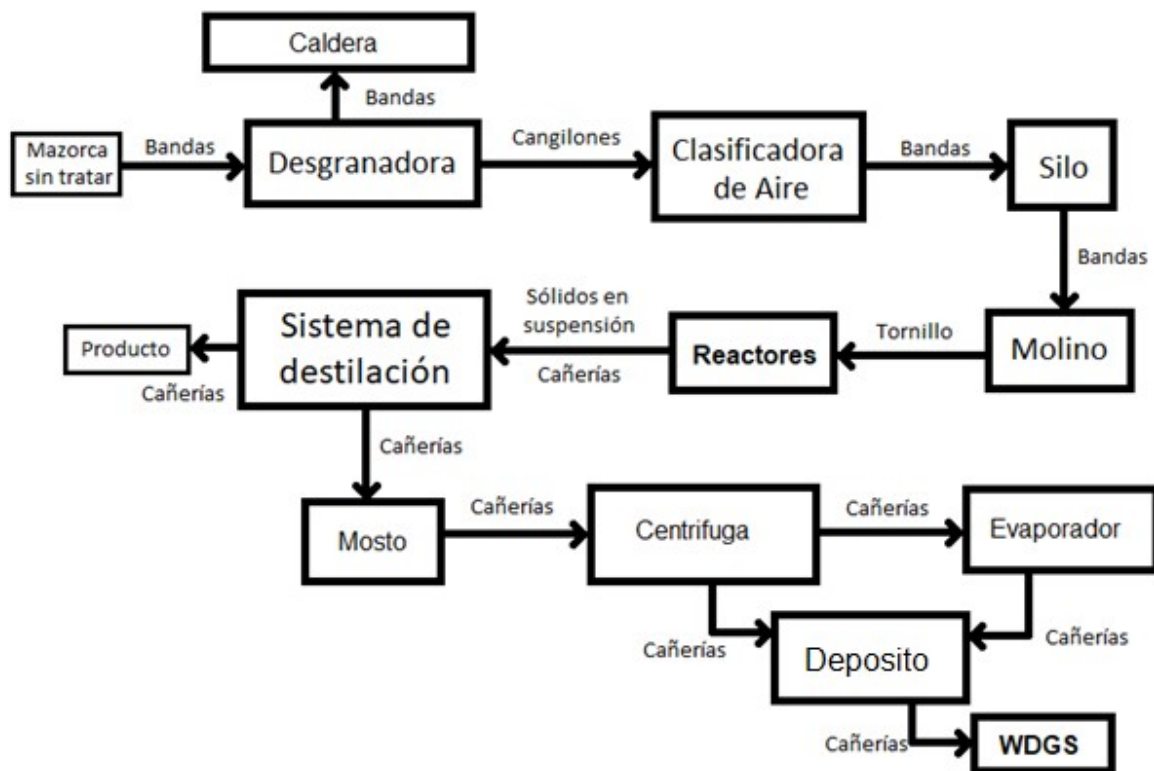 Caldera
Bandas
Mazorca
sin tratar
Bandas
Desgranadora
Cangilones
Clasificadora
de Aire
Bandas
Silo
Bandas
Producto
Cañerías
Sistema de
destilación
Sólidos en
suspensión
Cañerías
Reactores
Tornillo
Molino
Cañerías
Mosto
Cañerías
Centrifuga
Cañerías
Evaporador
Cañerías
Deposito
Cañerías
Cañerías
WDGS